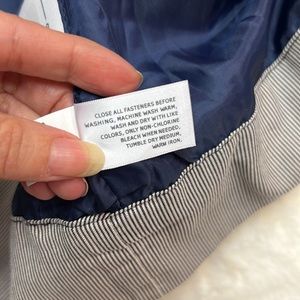 CLOSE ALL FASTENERS BEFORE
WASHING, MACHINE WASH WARM,
WASH AND DRY WITH LIKE
COLORS, ONLY NON-CHLORINE
BLEACH WHEN NEEDED,
TUMBLE DRY MEDIUM,
WARM IRON.